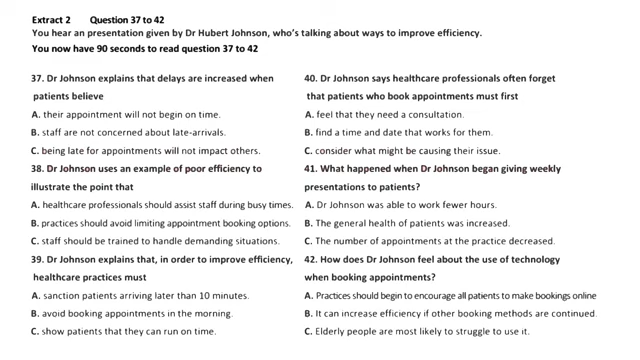 Extract 2 Question 37 to 42
You hear an presentation given by Dr Hubert Johnson, who's talking about ways to improve efficiency.
You now have 90 seconds to read question 37 to 42
37. Dr Johnson explains that delays are increased when
patients believe
A. their appointment will not begin on time.
B. staff are not concerned about late-arrivals.
C. being late for appointments will not impact others.
38. Dr Johnson uses an example of poor efficiency to
illustrate the point that
A. healthcare professionals should assist staff during busy times.
B. practices should avoid limiting appointment booking options.
C. staff should be trained to handle demanding situations.
39. Dr Johnson explains that, in order to improve efficiency,
healthcare practices must
A. sanction patients arriving later than 10 minutes.
B. avoid booking appointments in the morning.
C. show patients that they can run on time.
40. Dr Johnson says healthcare professionals often forget
that patients who book appointments must first
A. feel that they need a consultation.
B. find a time and date that works for them.
C. consider what might be causing their issue.
41. What happened when Dr Johnson began giving weekly
presentations to patients?
A. Dr Johnson was able to work fewer hours.
B. The general health of patients was increased.
C. The number of appointments at the practice decreased.
42. How does Dr Johnson feel about the use of technology
when booking appointments?
A. Practices should begin to encourage all patients to make bookings online
B. It can increase efficiency if other booking methods are continued.
C. Elderly people are most likely to struggle to use it.